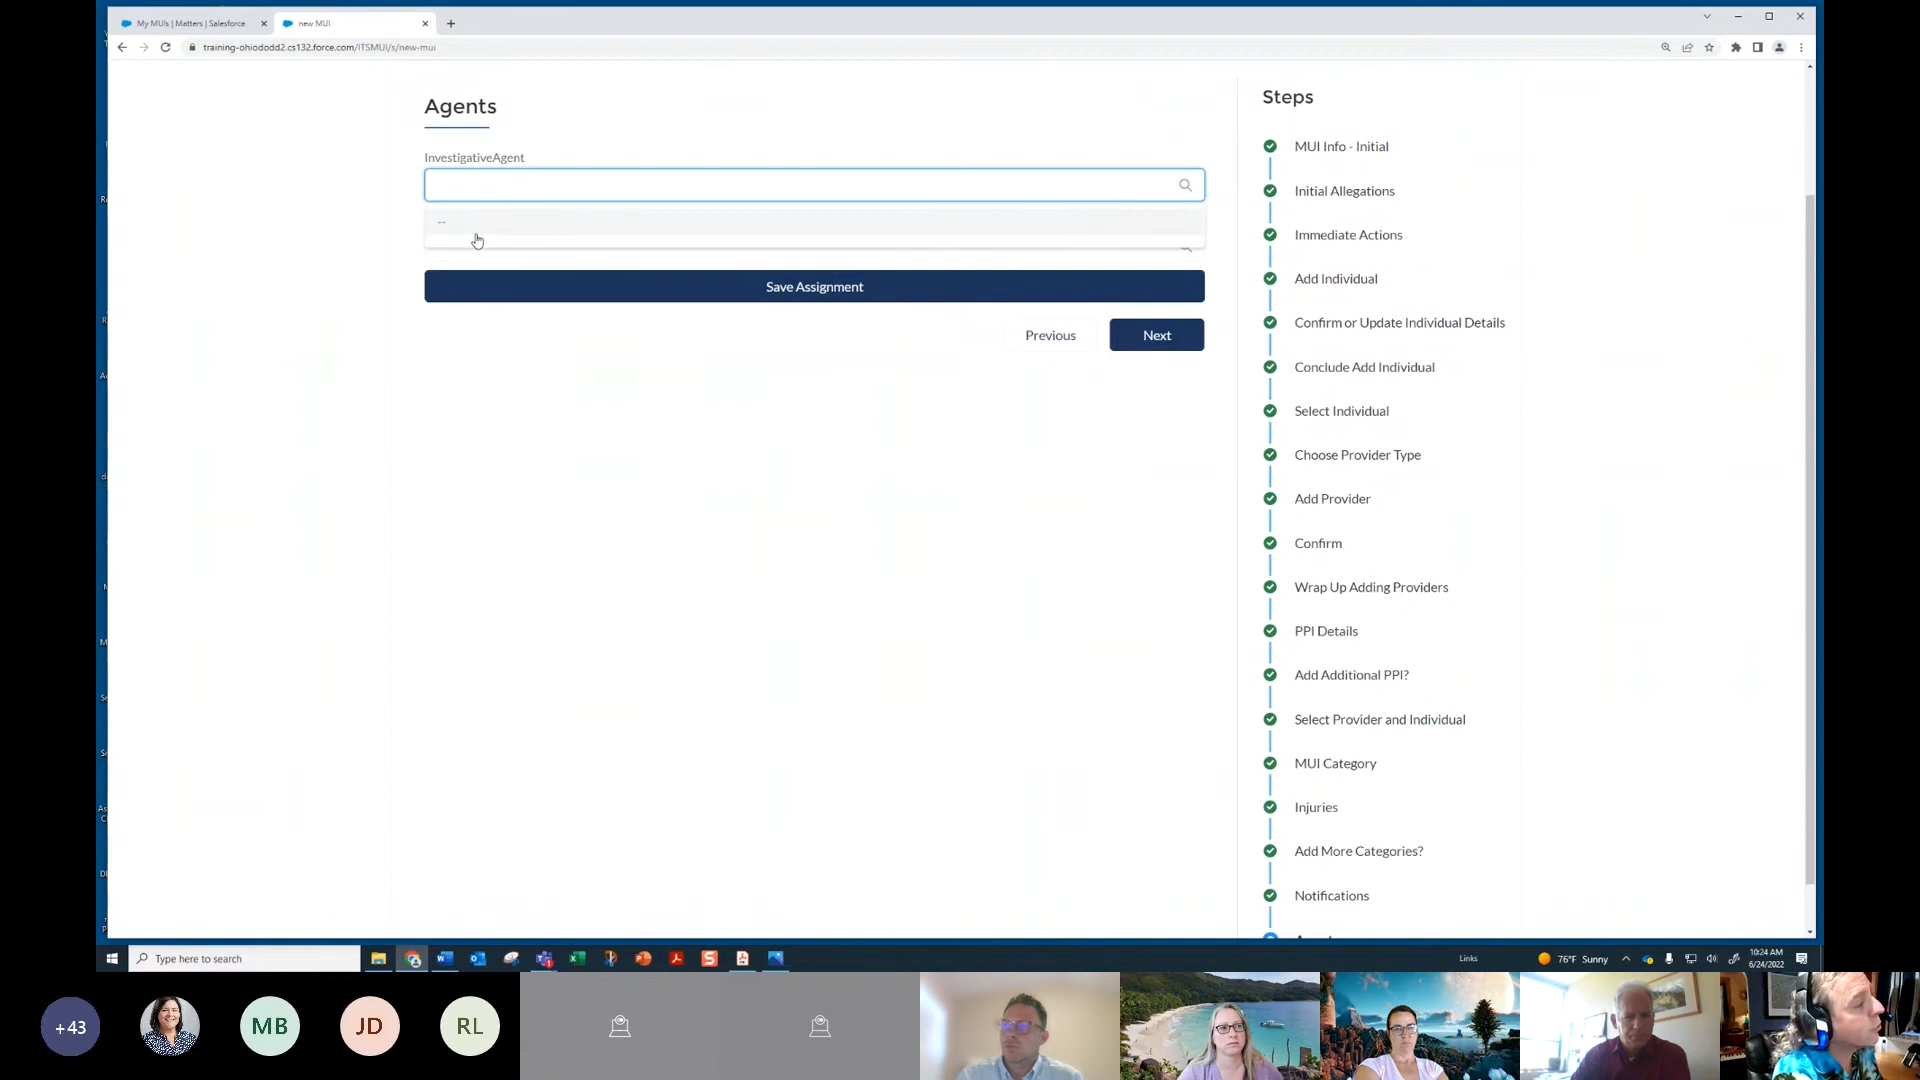 My MUIs | Matters | Salesforce
new MUI
training-ohiododd2.cs132.force.com/ITSMUI/s/new-mui
Agents
InvestigativeAgent
--
Save Assignment
Previous
Next
Steps
MUI Info - Initial
Initial Allegations
Immediate Actions
Add Individual
Confirm or Update Individual Details
Conclude Add Individual
Select Individual
Choose Provider Type
Add Provider
Confirm
Wrap Up Adding Providers
PPI Details
Add Additional PPI?
Select Provider and Individual
MUI Category
Injuries
Add More Categories?
Notifications
Type here to search
Links
76°F Sunny
10:24 AM
6/24/2022
+43
MB
JD
RL